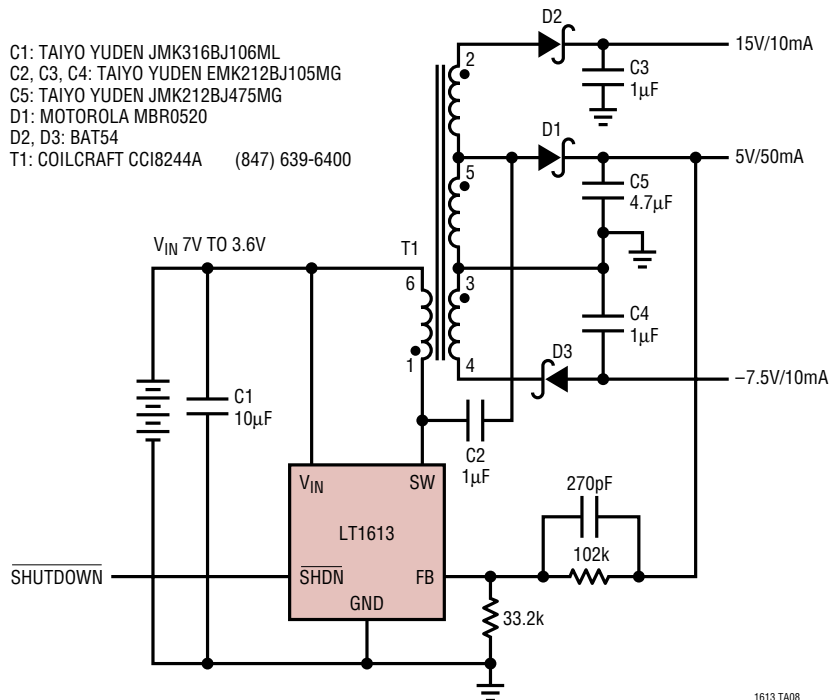 C1: TAIYO YUDEN JMK316BJ106ML
C2, C3, C4: TAIYO YUDEN EMK212BJ105MG
C5: TAIYO YUDEN JMK212BJ475MG
D1: MOTOROLA MBR0520
D2, D3: BAT54
T1: COILCRAFT CCI8244A (847) 639-6400
D2
15V/10mA
2
C3
1µF
D1
5V/50mA
5
C5
4.7µF
VIN 7V TO 3.6V
T1
6
3
1
C4
1µF
D3
4
–7.5V/10mA
C1
10µF
C2
1µF
VIN
SW
LT1613
270pF
102k
SHUTDOWN
SHDN
FB
GND
33.2k
1613 TA08